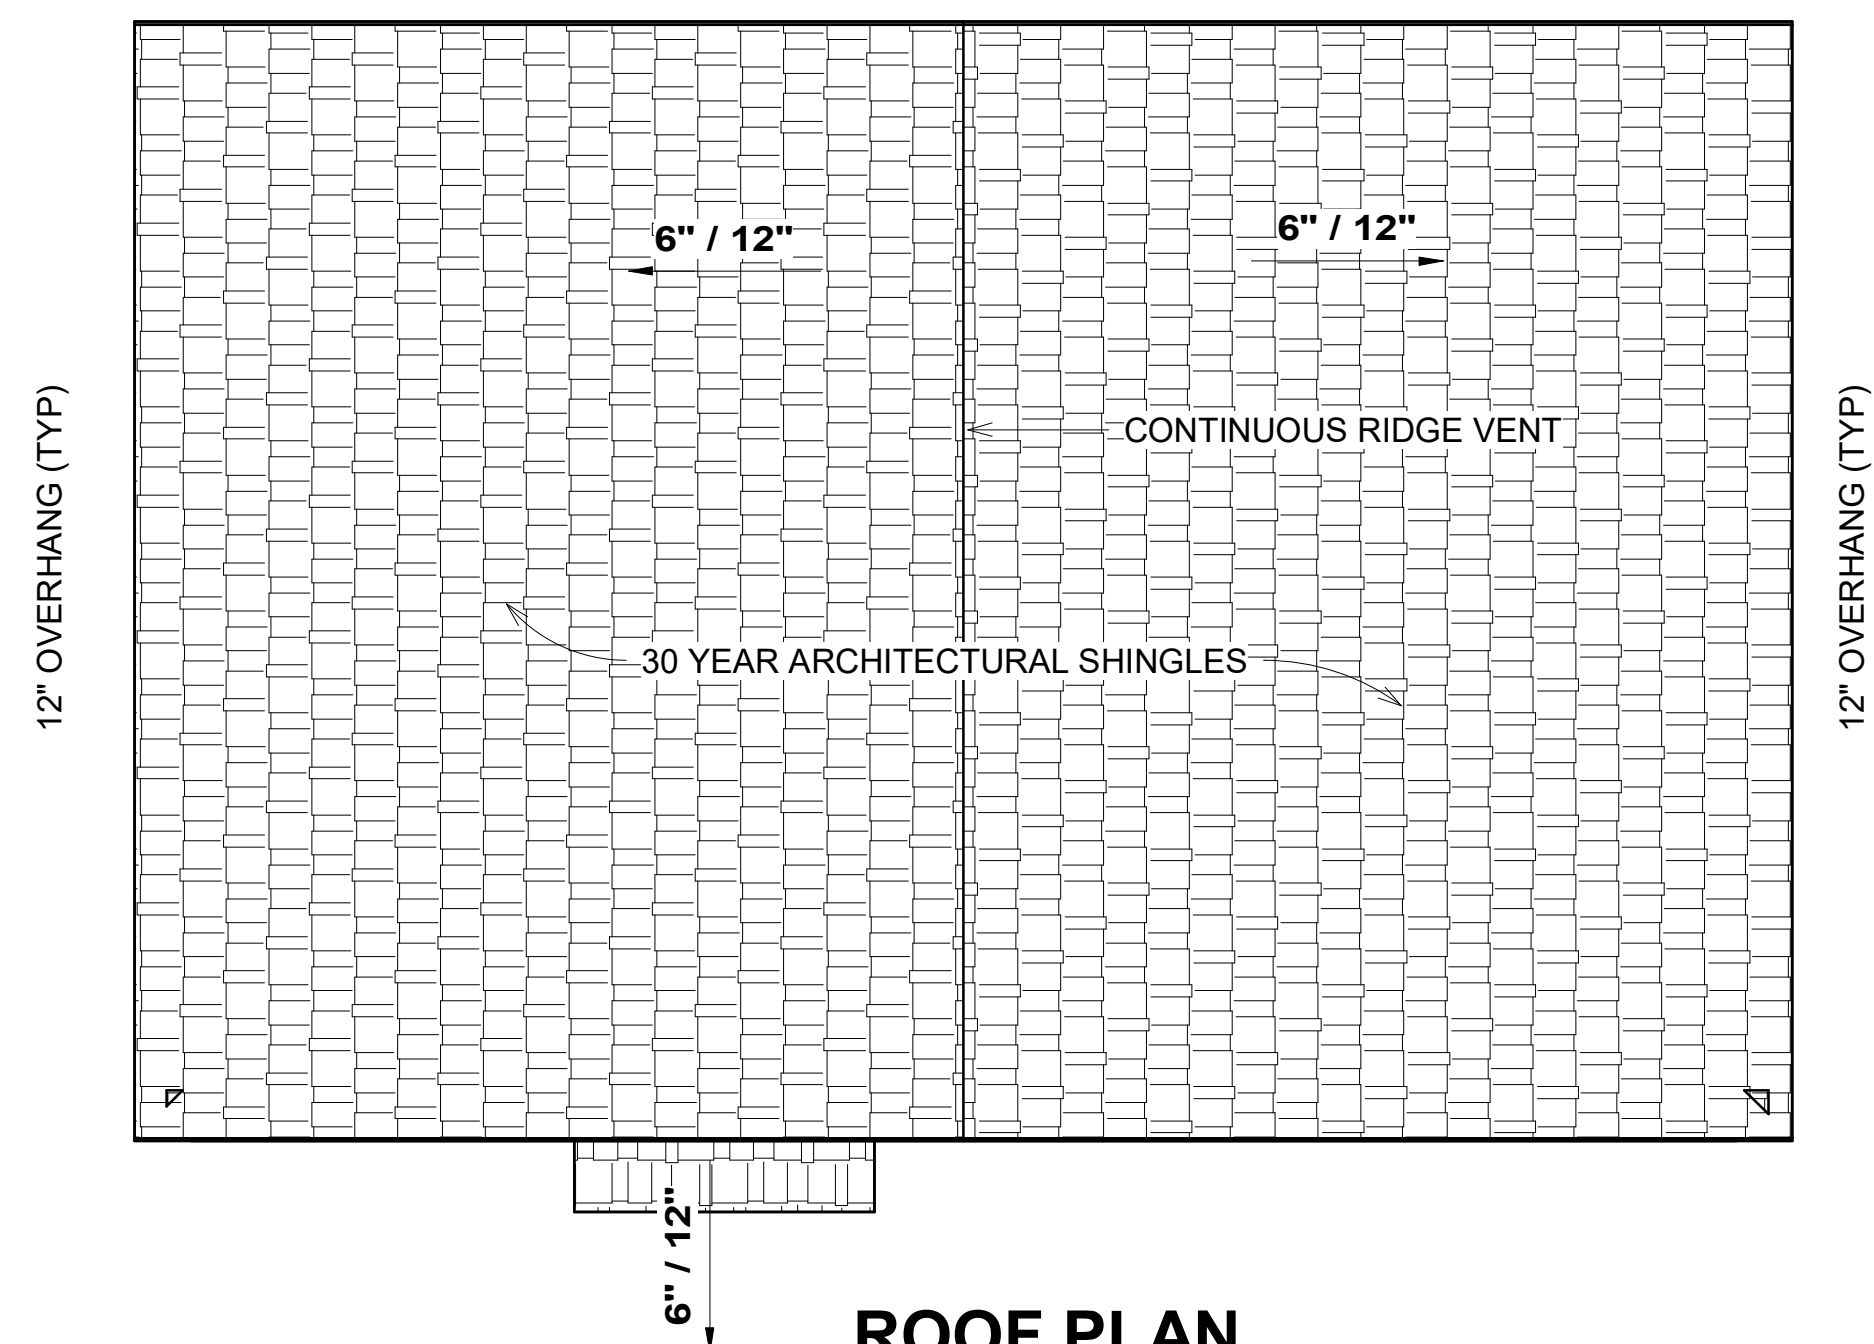 6" / 12"
6" / 12"
12" OVERHANG (TYP)
12" OVERHANG (TYP)
CONTINUOUS RIDGE VENT
30 YEAR ARCHITECTURAL SHINGLES
6" / 12"
ROOF PLAN